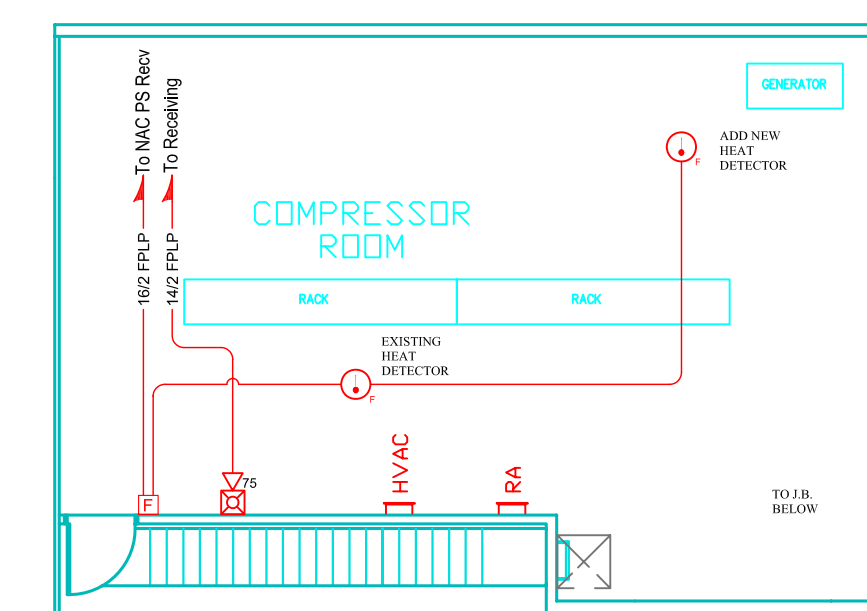 To NAC PS Recv
To Receiving
16/2 FPLP
14/2 FPLP
GENERATOR
ADD NEW
HEAT
DETECTOR
F
COMPRESSOR
ROOM
RACK
RACK
EXISTING
HEAT
DETECTOR
F
HVAC
RA
75
F
TO J.B.
BELOW